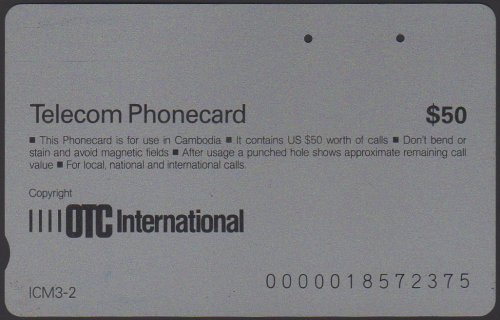 Telecom Phonecard $50
■ This Phonecard is for use in Cambodia ■ It contains US $50 worth of calls ■ Don't bend or
stain and avoid magnetic fields ■ After usage a punched hole shows approximate remaining call
value ■ For local, national and international calls.
Copyright
OTC International
ICM3-2
0000018572375